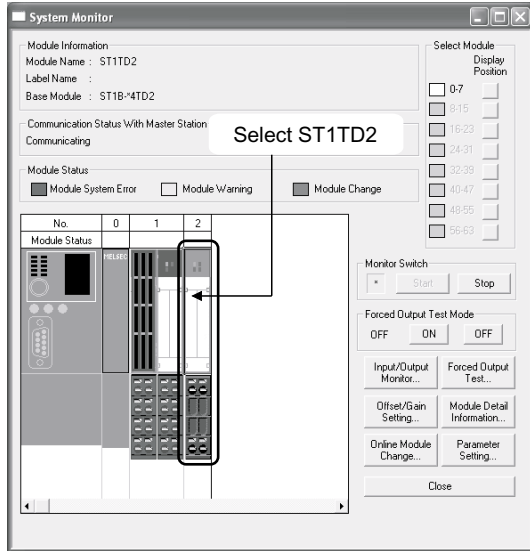 System Monitor
Module Information
Module Name : ST1TD2
Label Name :
Base Module : ST1B-*4TD2
Communication Status With Master Station
Communicating
Select ST1TD2
Module Status
Module System Error
Module Warning
Module Change
No.
0
1
2
Module Status
MELSEC
Select Module
Display
Position
0-7
8-15
16-23
24-31
32-39
40-47
48-55
56-63
Monitor Switch
Start
Stop
Forced Output Test Mode
OFF
ON
OFF
Input/Output
Monitor...
Forced Output
Test...
Offset/Gain
Setting...
Module Detail
Information...
Online Module
Change...
Parameter
Setting...
Close